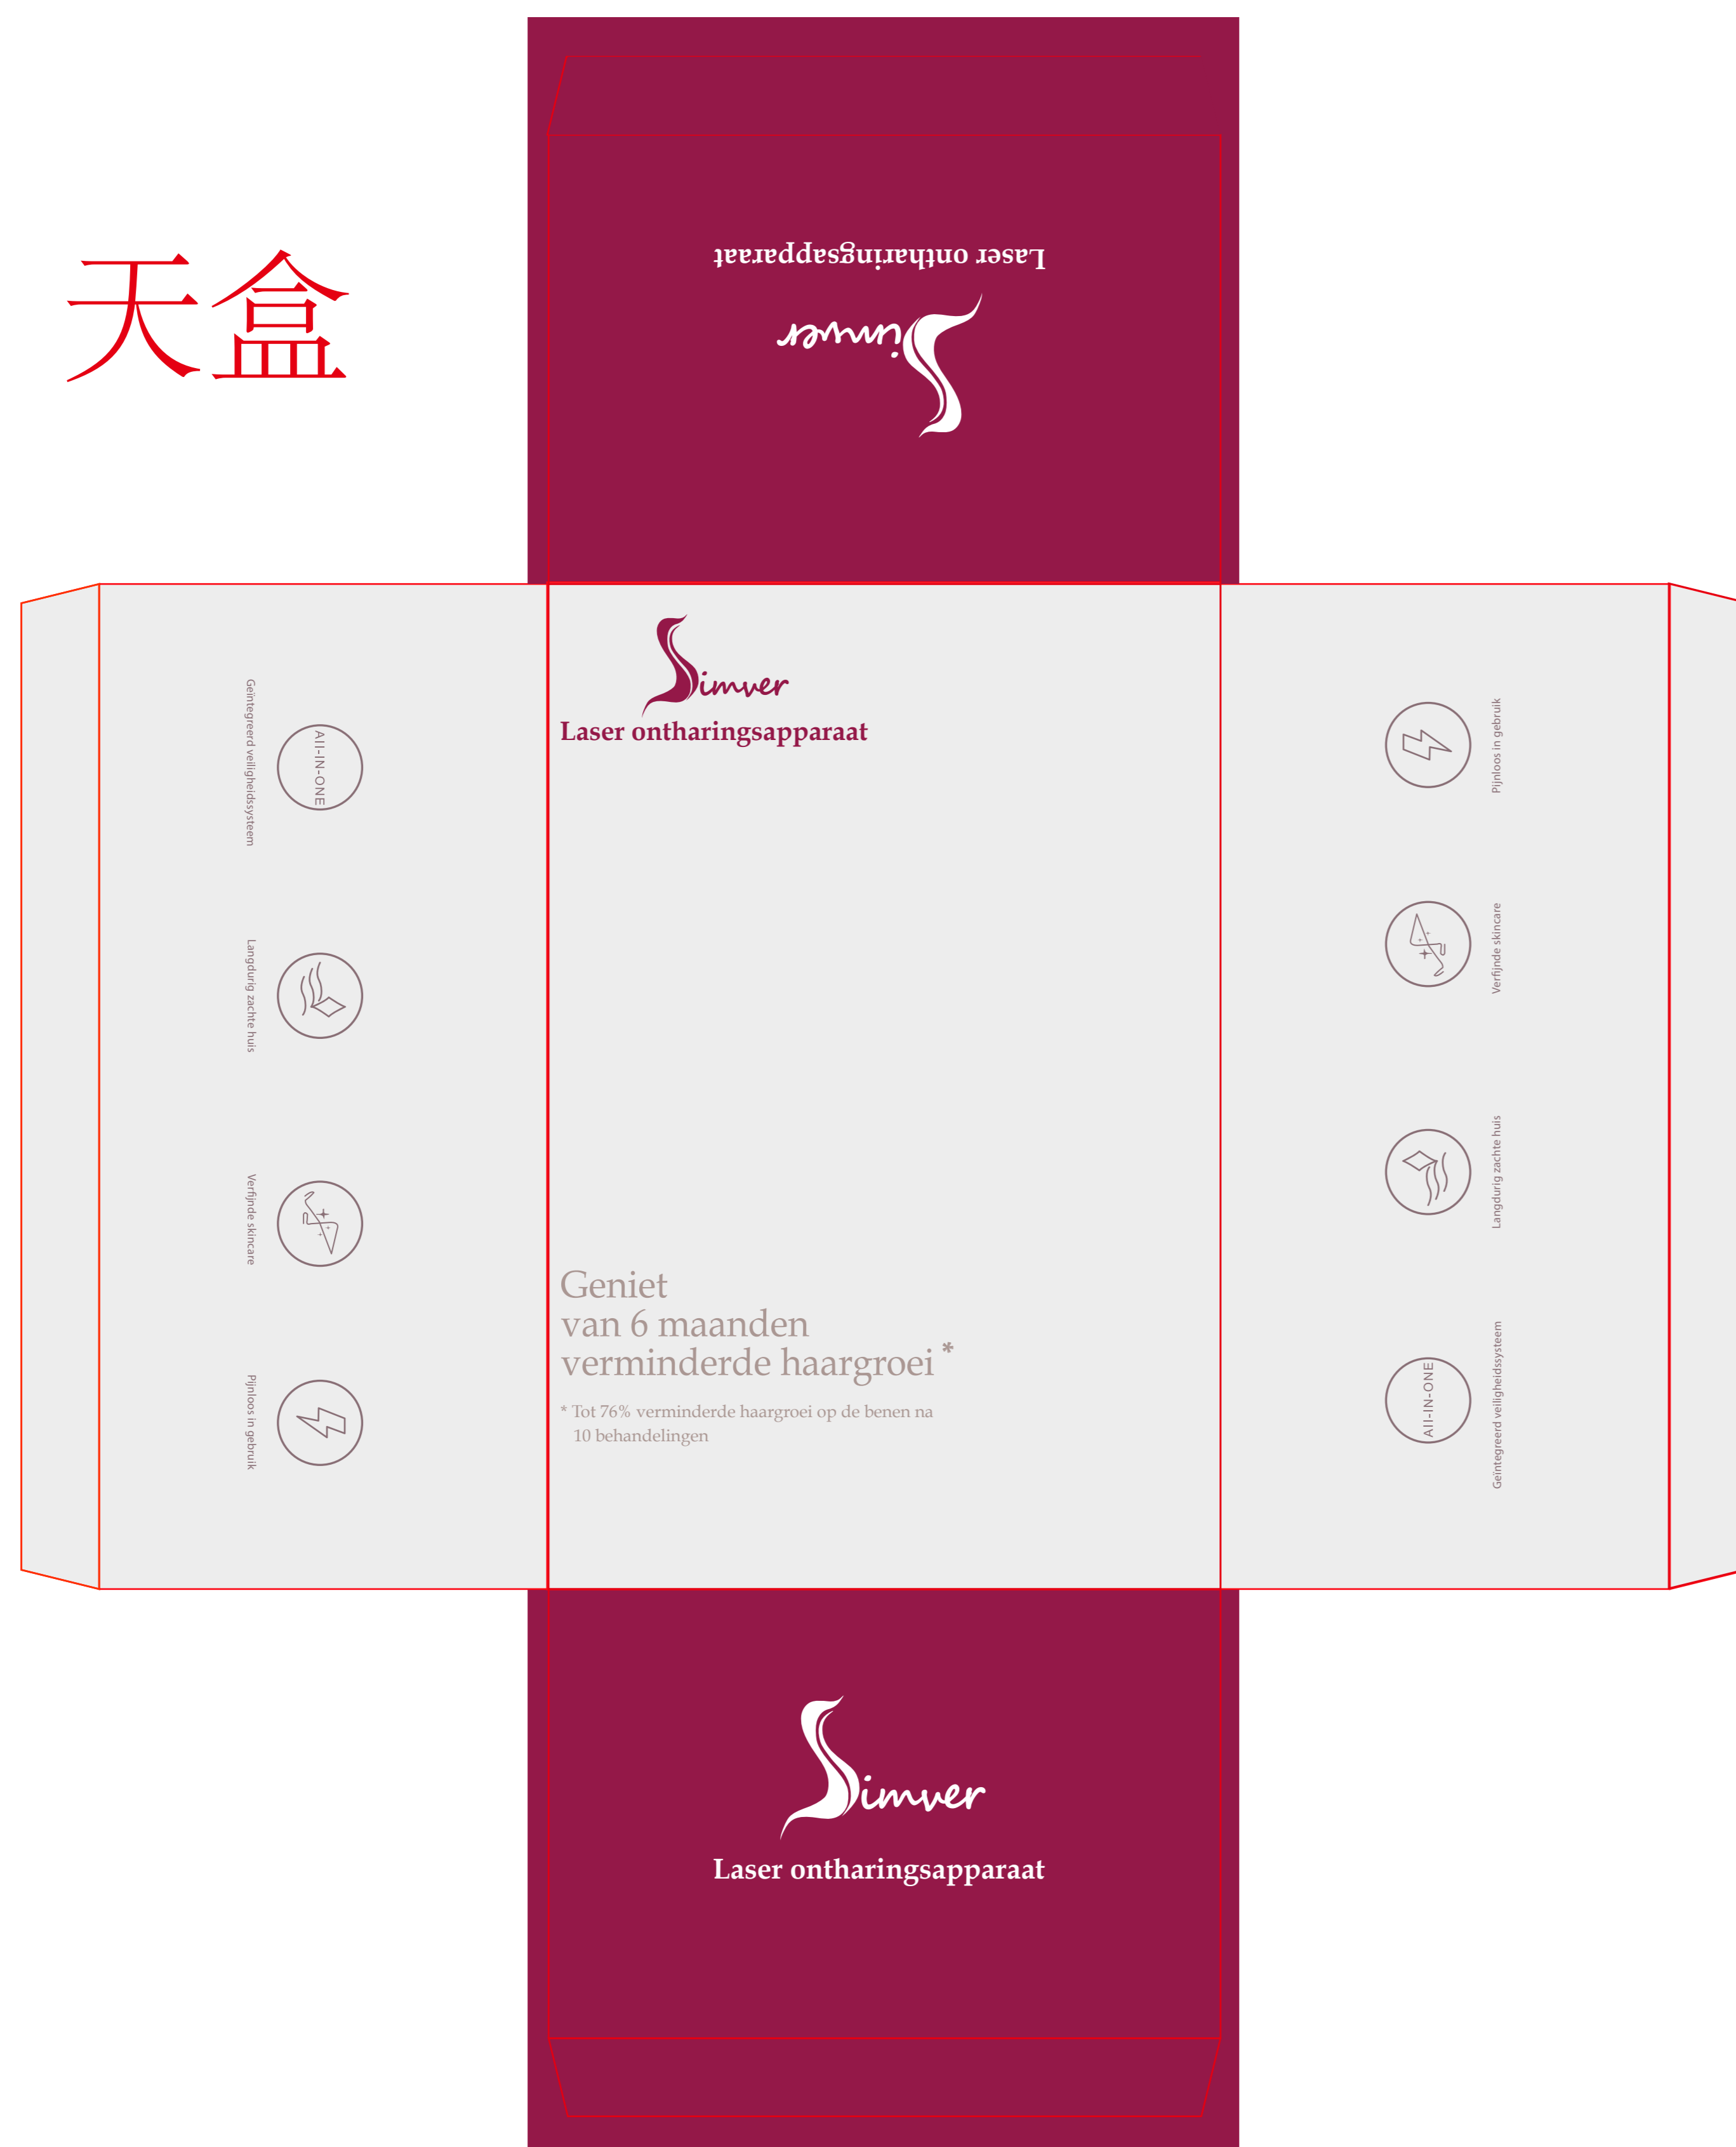 天盒
Laser ontharingsapparaat
Simver
Simver
Laser ontharingsapparaat
Geïntegreerd veiligheidssysteem
All-IN-ONE
Langdurig zachte huis
Verfijnde skincare
Pijnloos in gebruik
Pijnloos in gebruik
Verfijnde skincare
Langdurig zachte huis
All-IN-ONE
Geïntegreerd veiligheidssysteem
Geniet
van 6 maanden
verminderde haargroei *
* Tot 76% verminderde haargroei op de benen na
10 behandelingen
Simver
Laser ontharingsapparaat